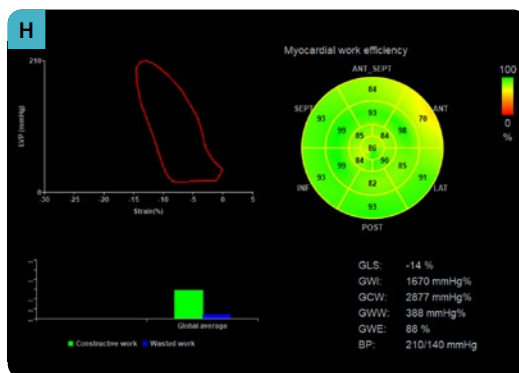 H
Myocardial work efficiency
210
LVP (mmHg)
0
-30 -25 -20 -15 -10 -5 0 5
Strain(%)
ANT_SEPT
SEPT
ANT
INF
LAT
POST
84
93
93 70
99 98
85 84
86
84 90
99 85
93 91
82
93
100
0
%
Global average
Constructive work Wasted work
GLS: -14 %
GWI: 1670 mmHg%
GCW: 2877 mmHg%
GWW: 388 mmHg%
GWE: 88 %
BP: 210/140 mmHg